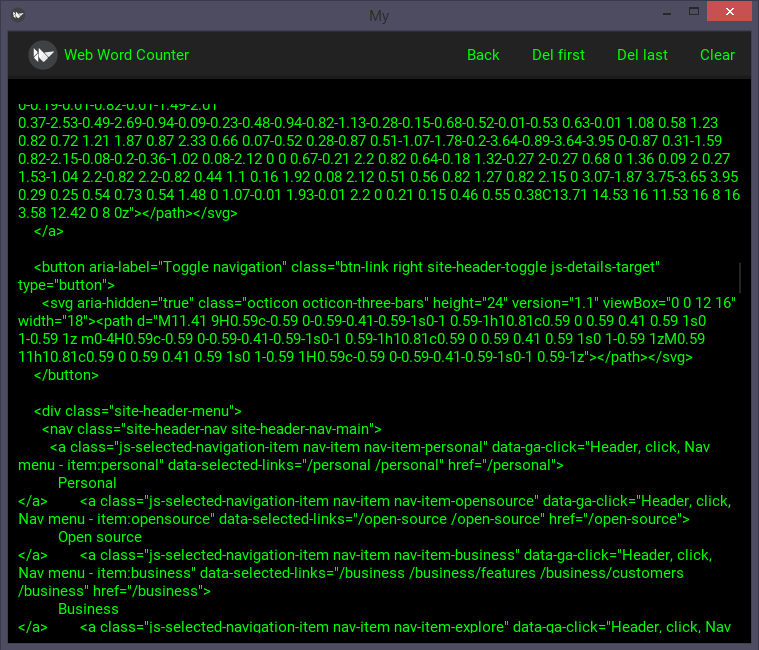 My
Web Word Counter Back Del first Del last Clear
0-0.19-0.01-0.82-0.01-1.49-2.01
0.37-2.53-0.49-2.69-0.94-0.09-0.23-0.48-0.94-0.82-1.13-0.28-0.15-0.68-0.52-0.01-0.53 0.63-0.01 1.08 0.58 1.23
0.82 0.72 1.21 1.87 0.87 2.33 0.66 0.07-0.52 0.28-0.87 0.51-1.07-1.78-0.2-3.64-0.89-3.64-3.95 0-0.87 0.31-1.59
0.82-2.15-0.08-0.2-0.36-1.02 0.08-2.12 0 0 0.67-0.21 2.2 0.82 0.64-0.18 1.32-0.27 2-0.27 0.68 0 1.36 0.09 2 0.27
1.53-1.04 2.2-0.82 2.2-0.82 0.44 1.1 0.16 1.92 0.08 2.12 0.51 0.56 0.82 1.27 0.82 2.15 0 3.07-1.87 3.75-3.65 3.95
0.29 0.25 0.54 0.73 0.54 1.48 0 1.07-0.01 1.93-0.01 2.2 0 0.21 0.15 0.46 0.55 0.38C13.71 14.53 16 11.53 16 8 16
3.58 12.42 0 8 0z"></path></svg>
</a>
<button aria-label="Toggle navigation" class="btn-link right site-header-toggle js-details-target"
type="button">
<svg aria-hidden="true" class="octicon octicon-three-bars" height="24" version="1.1" viewBox="0 0 12 16"
width="18"><path d="M11.41 9H0.59c-0.59 0-0.59-0.41-0.59-1s0-1 0.59-1h10.81c0.59 0 0.59 0.41 0.59 1s0
1-0.59 1z m0-4H0.59c-0.59 0-0.59-0.41-0.59-1s0-1 0.59-1h10.81c0.59 0 0.59 0.41 0.59 1s0 1-0.59 1zM0.59
11h10.81c0.59 0 0.59 0.41 0.59 1s0 1-0.59 1H0.59c-0.59 0-0.59-0.41-0.59-1s0-1 0.59-1z"></path></svg>
</button>
<div class="site-header-menu">
<nav class="site-header-nav site-header-nav-main">
<a class="js-selected-navigation-item nav-item nav-item-personal" data-ga-click="Header, click, Nav
menu - item:personal" data-selected-links="/personal /personal" href="/personal">
Personal
</a> <a class="js-selected-navigation-item nav-item nav-item-opensource" data-ga-click="Header, click,
Nav menu - item:opensource" data-selected-links="/open-source /open-source" href="/open-source">
Open source
</a> <a class="js-selected-navigation-item nav-item nav-item-business" data-ga-click="Header, click,
Nav menu - item:business" data-selected-links="/business /business/features /business/customers
/business" href="/business">
Business
</a> <a class="js-selected-navigation-item nav-item nav-item-explore" data-ga-click="Header, click, Nav